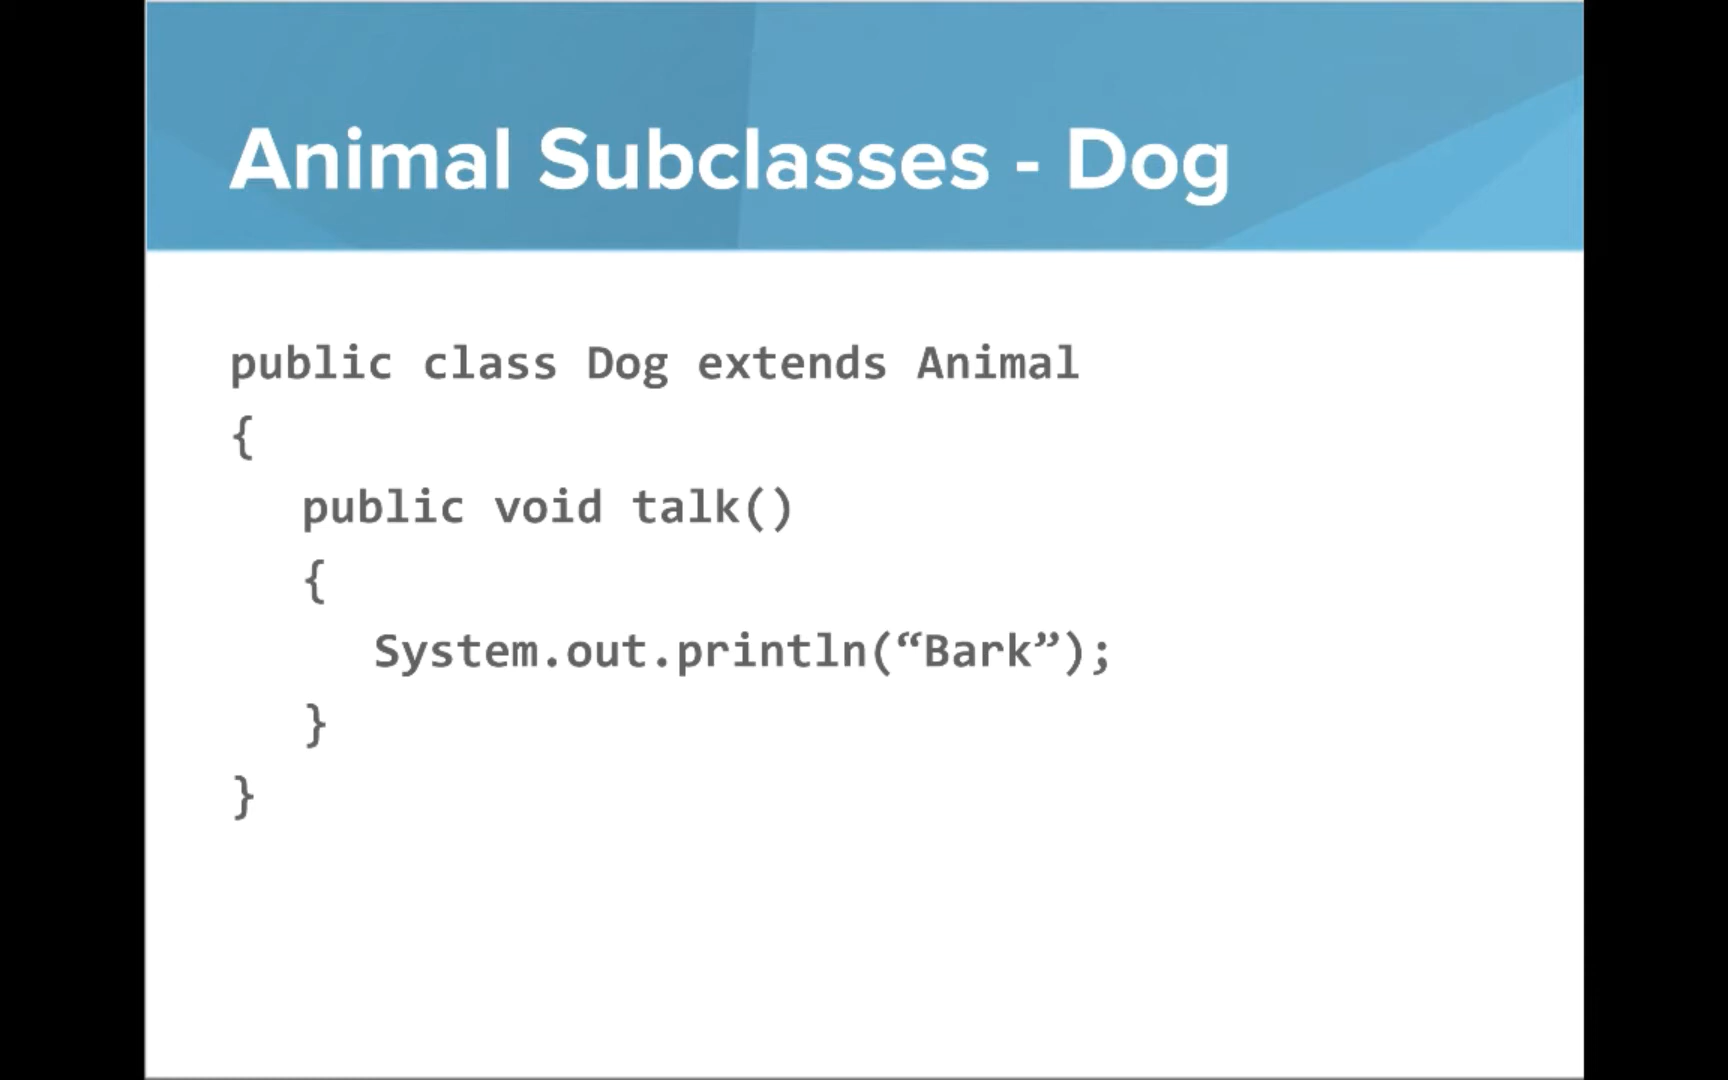 Animal Subclasses - Dog
public class Dog extends Animal
{
public void talk()
{
System.out.println(“Bark”);
}
}